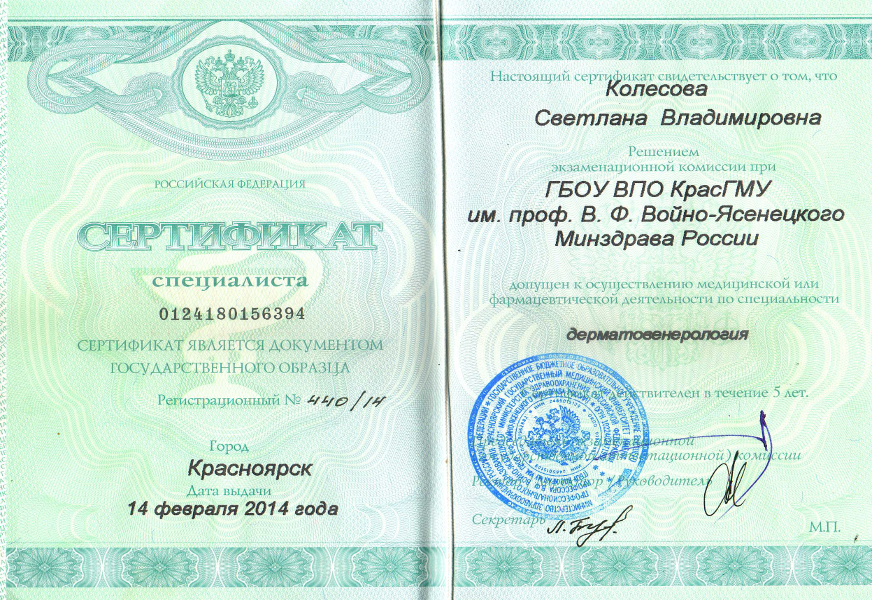 РОССИЙСКАЯ ФЕДЕРАЦИЯ
СЕРТИФИКАТ
специалиста
0124180156394
СЕРТИФИКАТ ЯВЛЯЕТСЯ ДОКУМЕНТОМ
ГОСУДАРСТВЕННОГО ОБРАЗЦА
Регистрационный № 440/14
Город
Красноярск
Дата выдачи
14 февраля 2014 года
Настоящий сертификат свидетельствует о том, что
Колесова
Светлана Владимировна
Решением
экзаменационной комиссии при
ГБОУ ВПО КрасГМУ
им. проф. В. Ф. Войно-Ясенецкого
Минздрава России
допущен к осуществлению медицинской или
фармацевтической деятельности по специальности
дерматовенерология
в течение 5 лет.
комиссии
Секретарь
М.П.